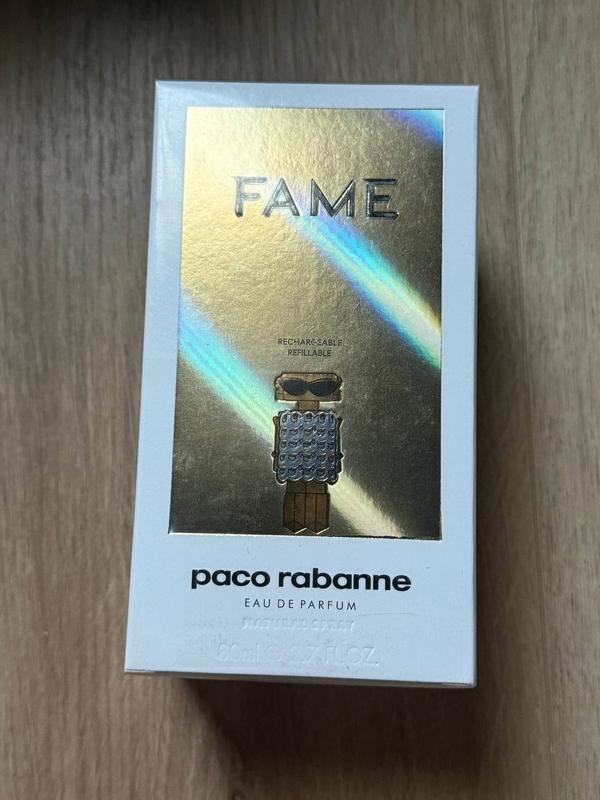 FAME
RECHARGEABLE
REFILLABLE
paco rabanne
EAU DE PARFUM
NATURAL SPRAY
80ml e 2.7 FL.OZ.